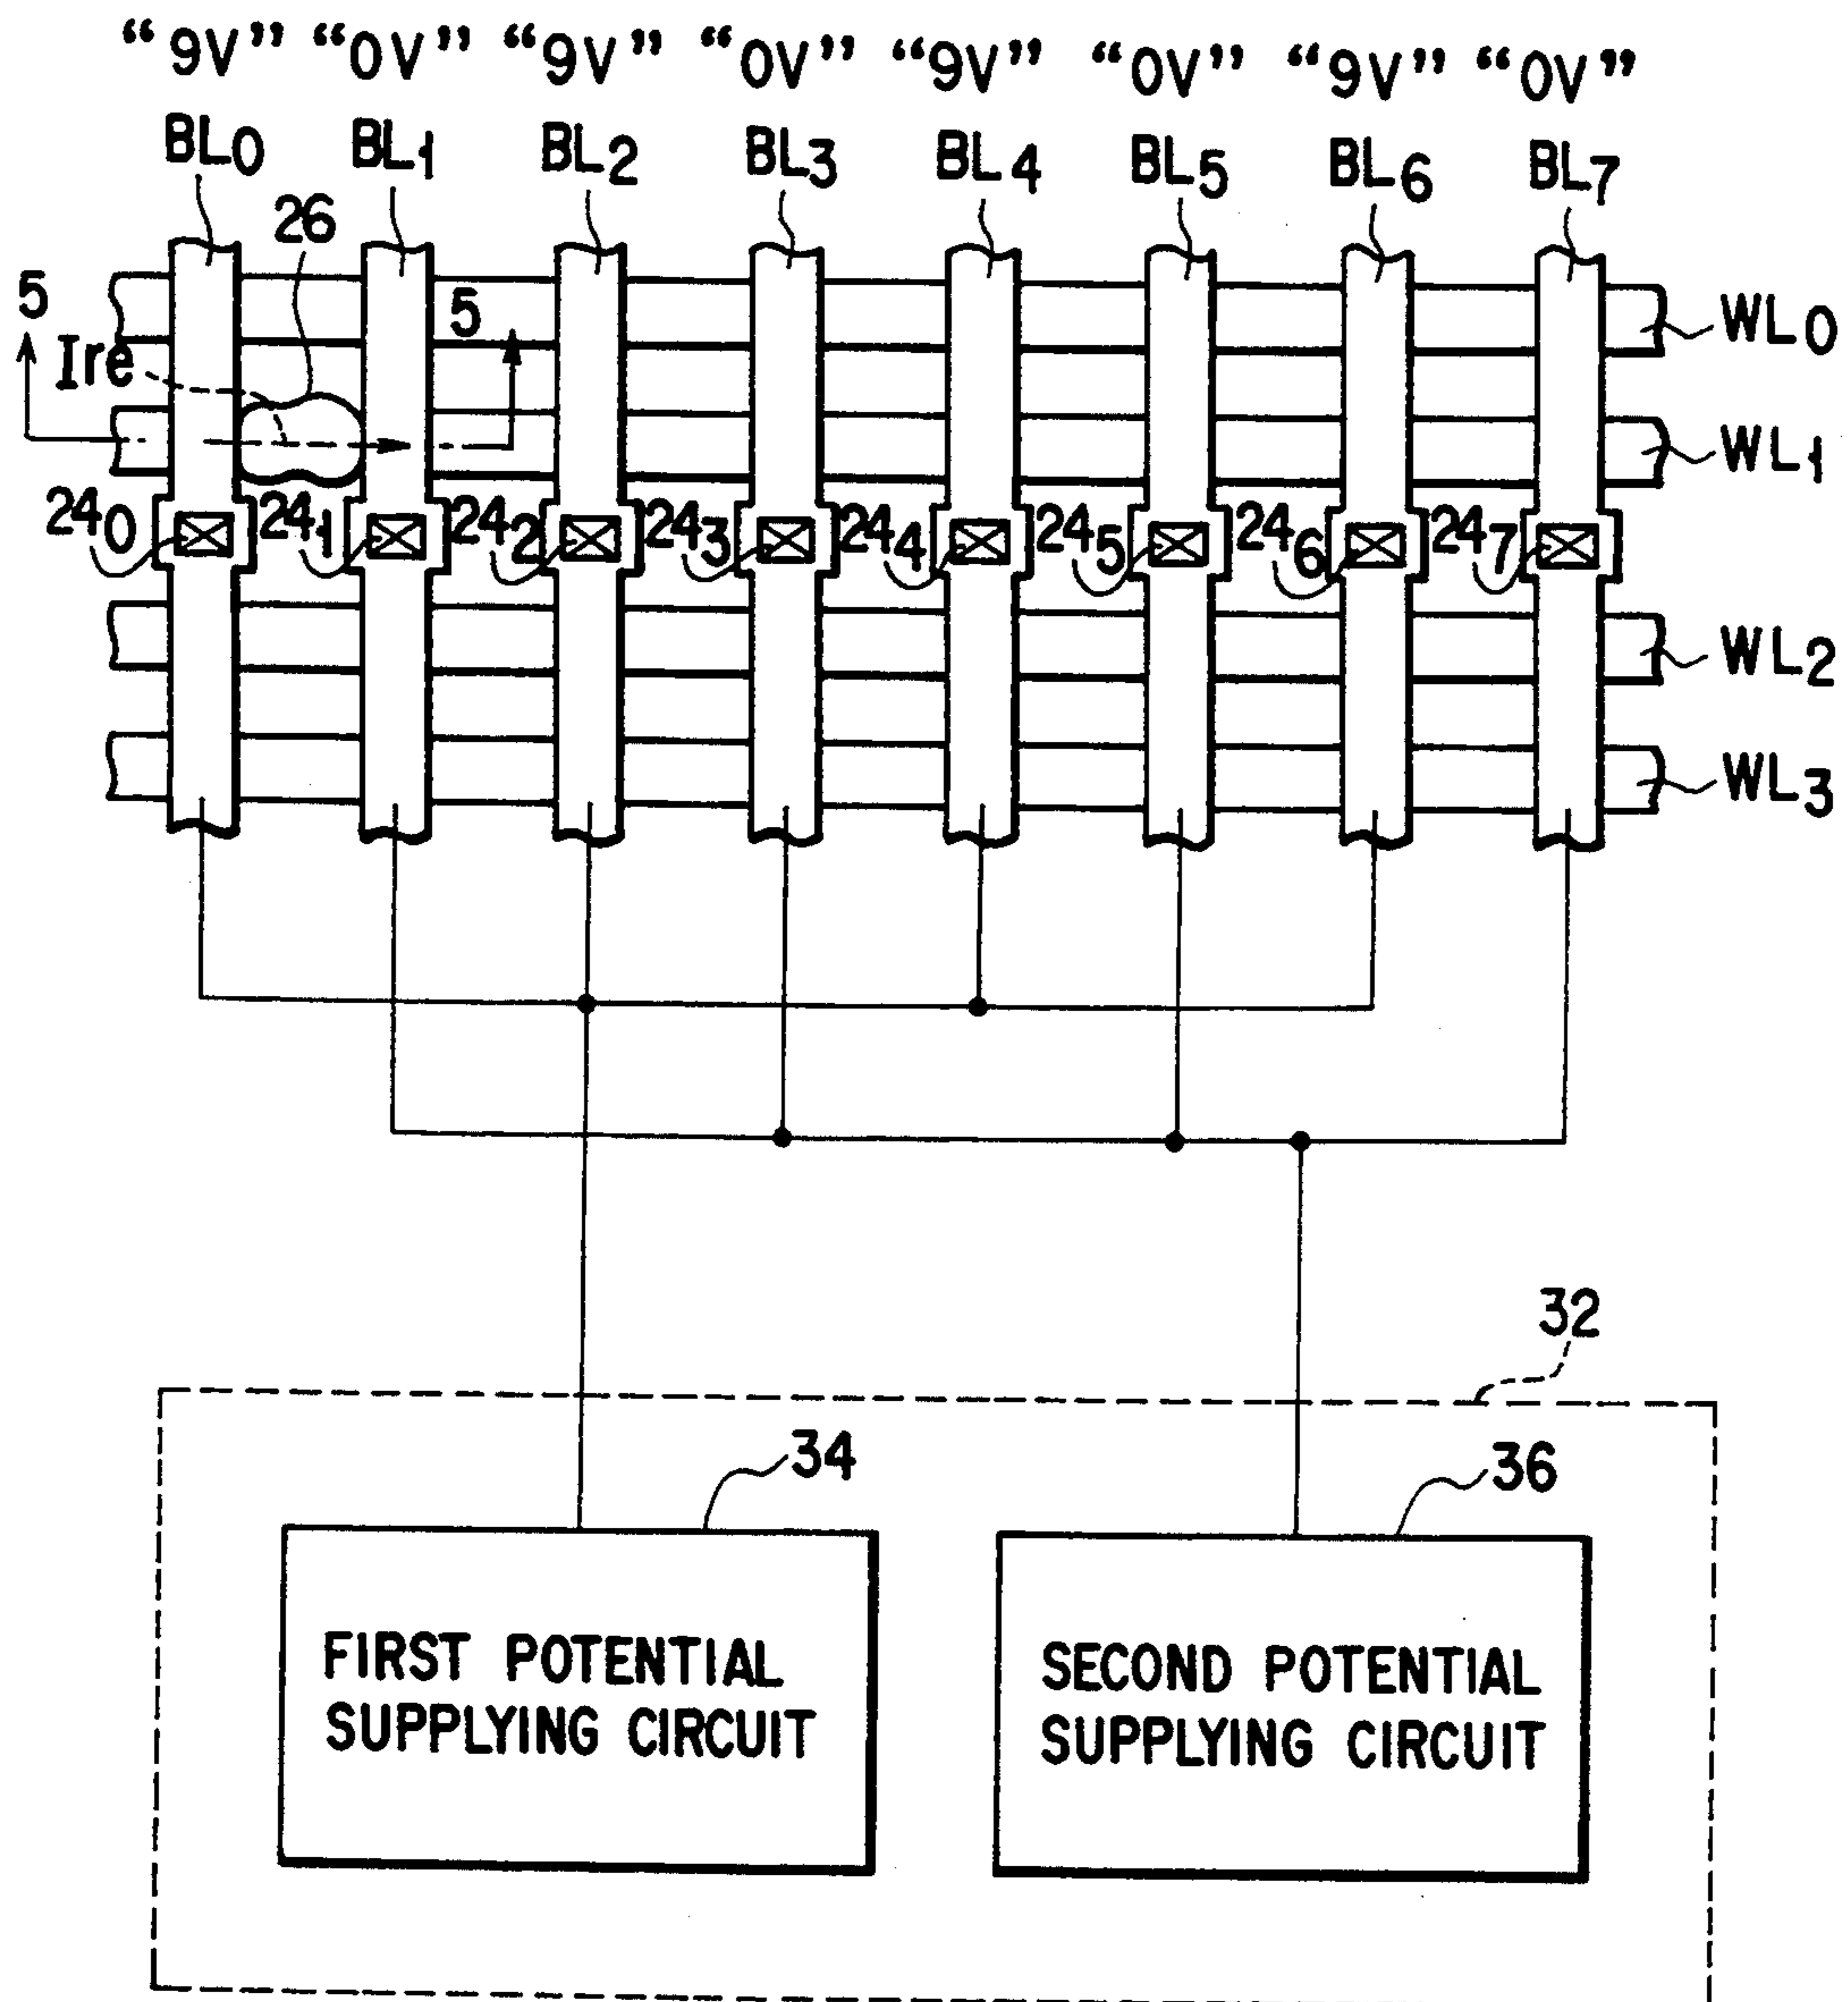 “9V” “0V” “9V” “0V” “9V” “0V” “9V” “0V”
BL0 BL1 BL2 BL3 BL4 BL5 BL6 BL7
26
5 5
WL0
Ire
WL1
240 241 242 243 244 245 246 247
WL2
WL3
32
34 36
FIRST POTENTIAL SUPPLYING CIRCUIT
SECOND POTENTIAL SUPPLYING CIRCUIT